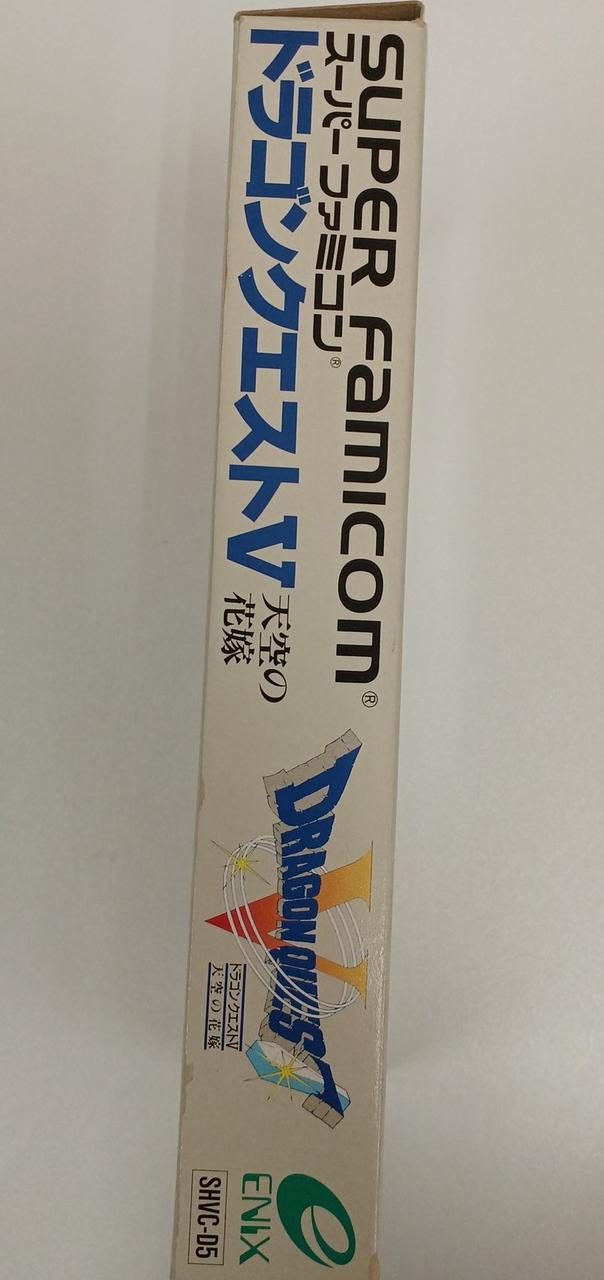 SUPER Famicom®
スーパーファミコン®
ドラゴンクエストV
天空の
花嫁
DRAGON QUEST
V
ドラゴンクエストV
天空の花嫁
ENIX
SHVC-D5